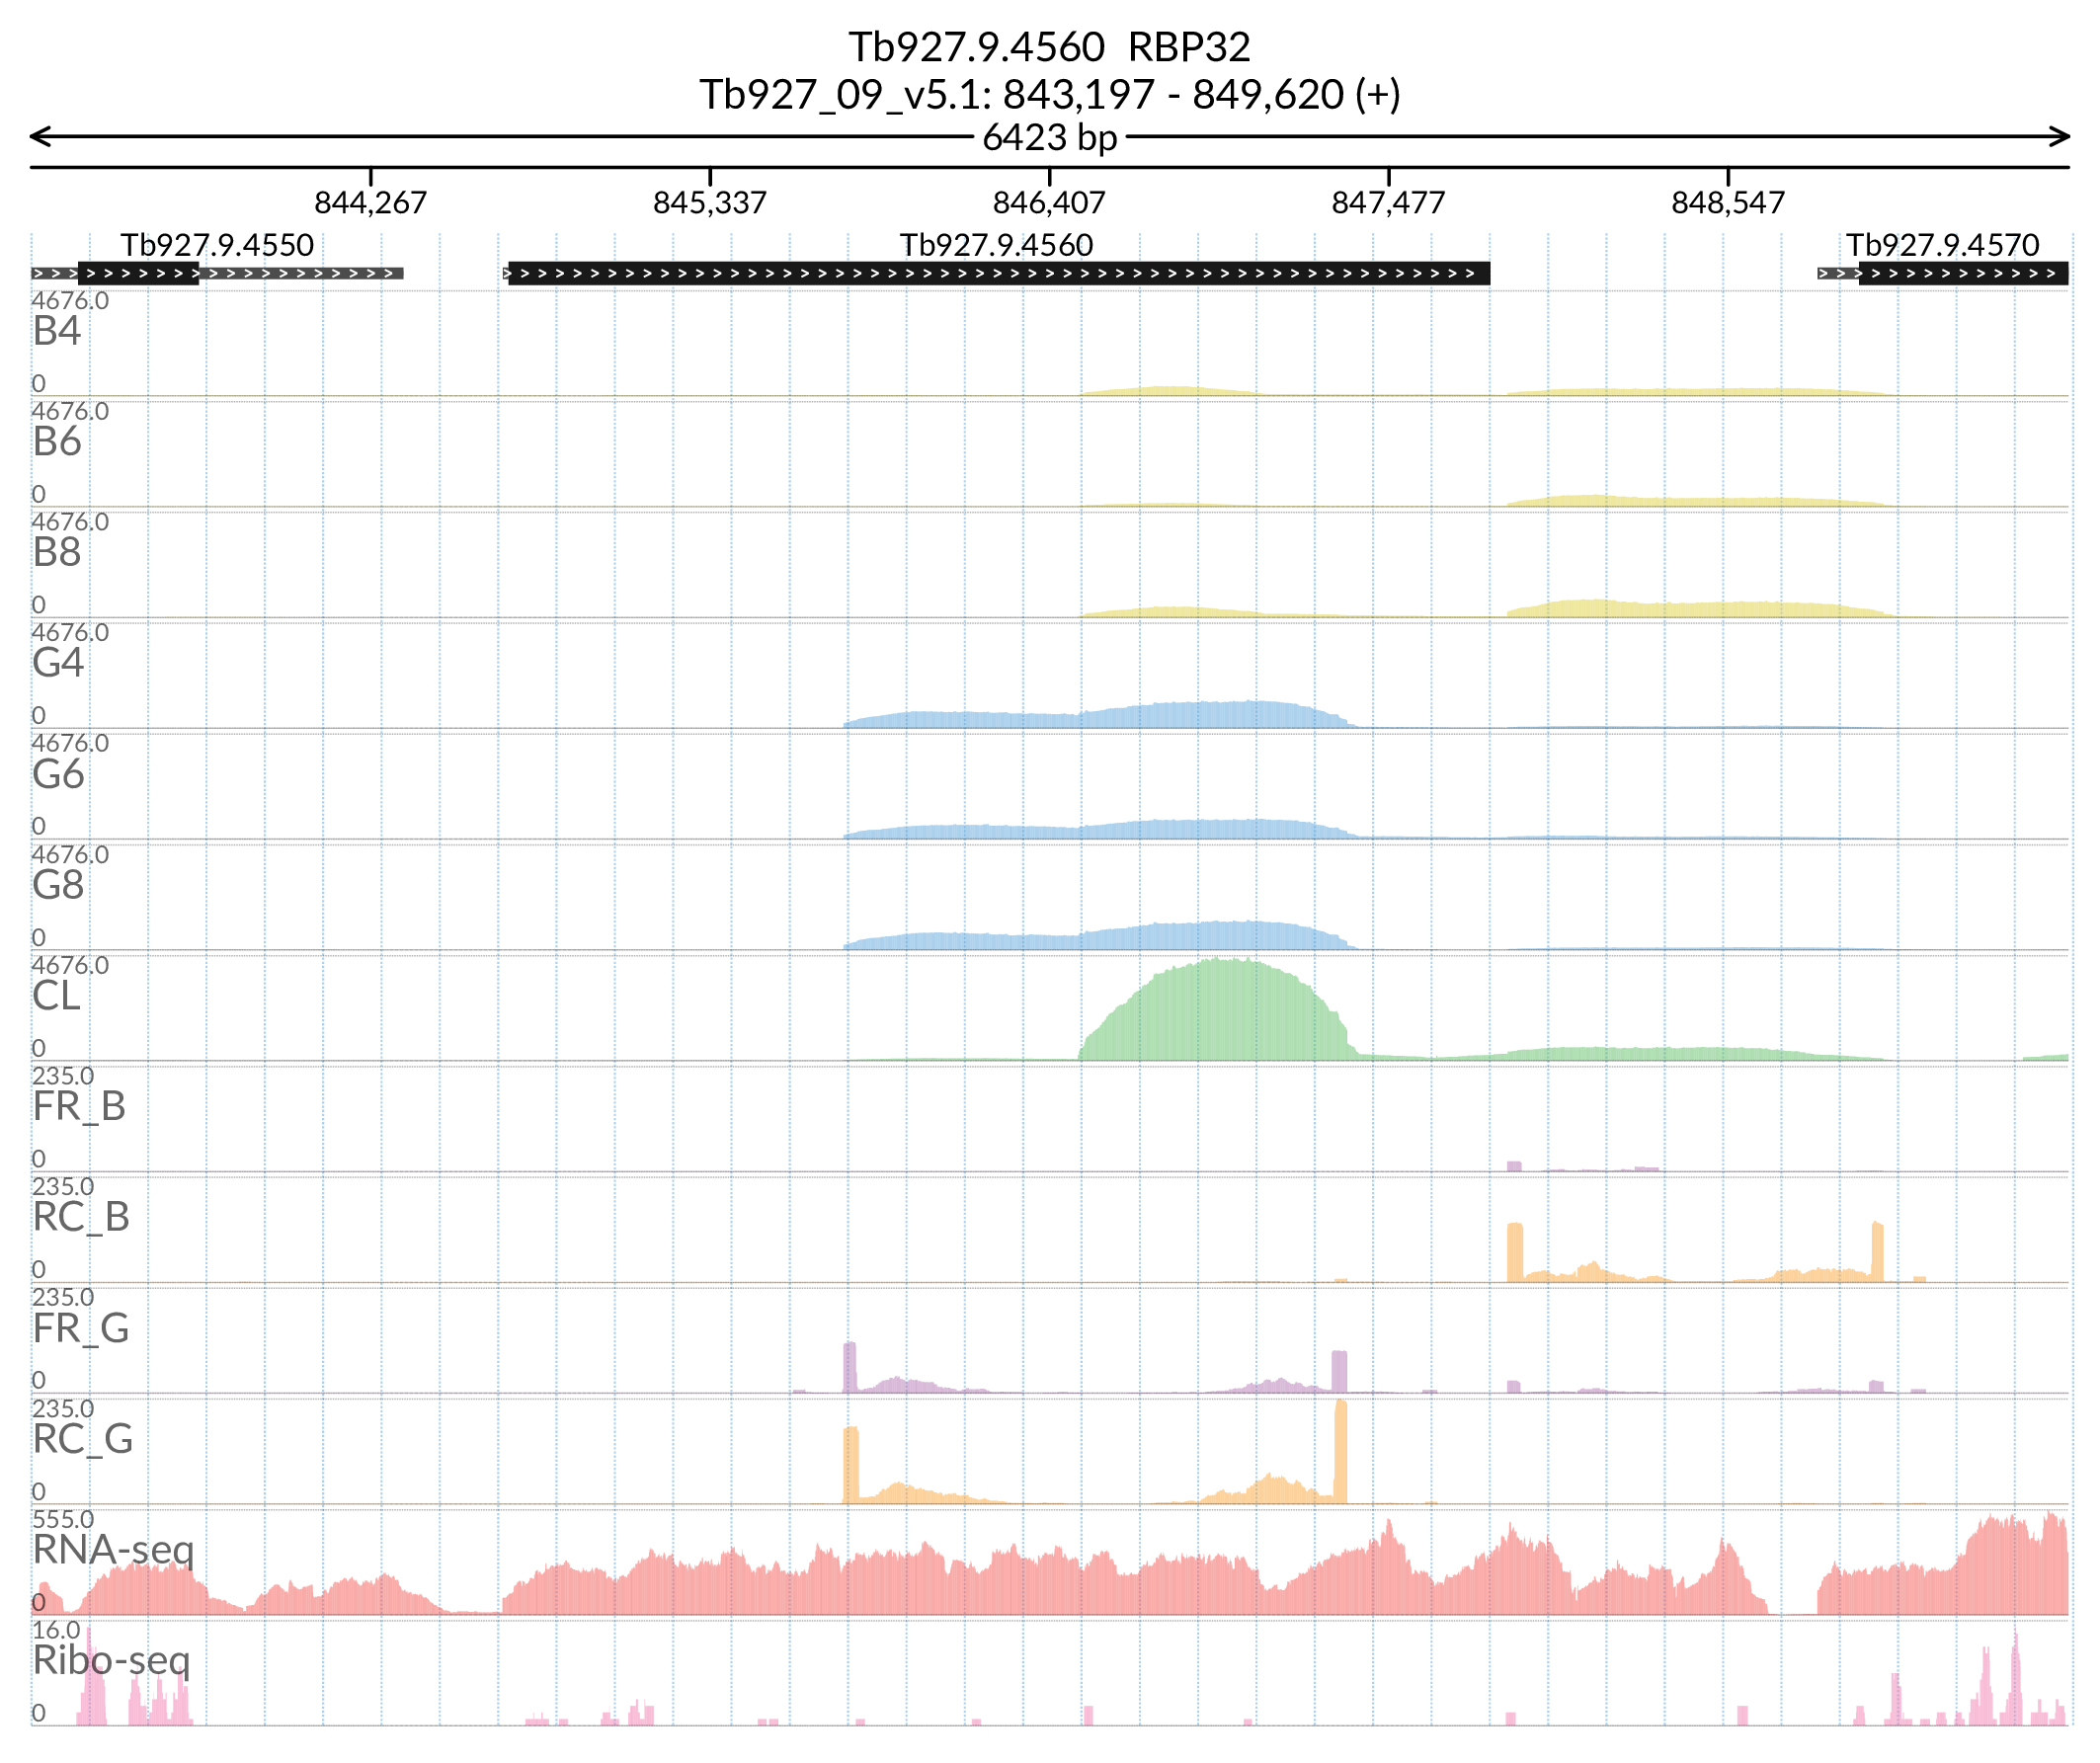 Tb927.9.4560 RBP32
Tb927_09_v5.1: 843,197 - 849,620 (+)
6423 bp
844,267 845,337 846,407 847,477 848,547
Tb927.9.4550 Tb927.9.4560 Tb927.9.4570
4676.0
B4
0
4676.0
B6
0
4676.0
B8
0
4676.0
G4
0
4676.0
G6
0
4676.0
G8
0
4676.0
CL
0
235.0
FR_B
0
235.0
RC_B
0
235.0
FR_G
0
235.0
RC_G
0
555.0
RNA-seq
0
16.0
Ribo-seq
0